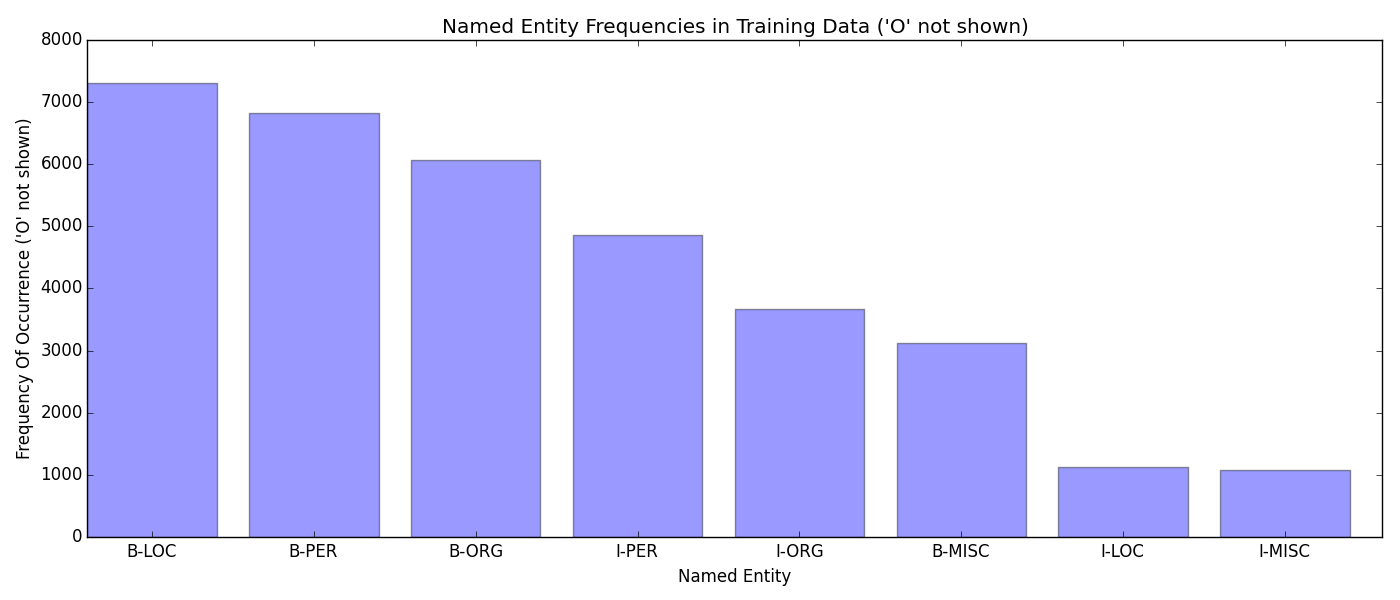 Named Entity Frequencies in Training Data ('O' not shown)
Frequency Of Occurrence ('O' not shown)
8000
7000
6000
5000
4000
3000
2000
1000
0
B-LOC B-PER B-ORG I-PER I-ORG B-MISC I-LOC I-MISC
Named Entity